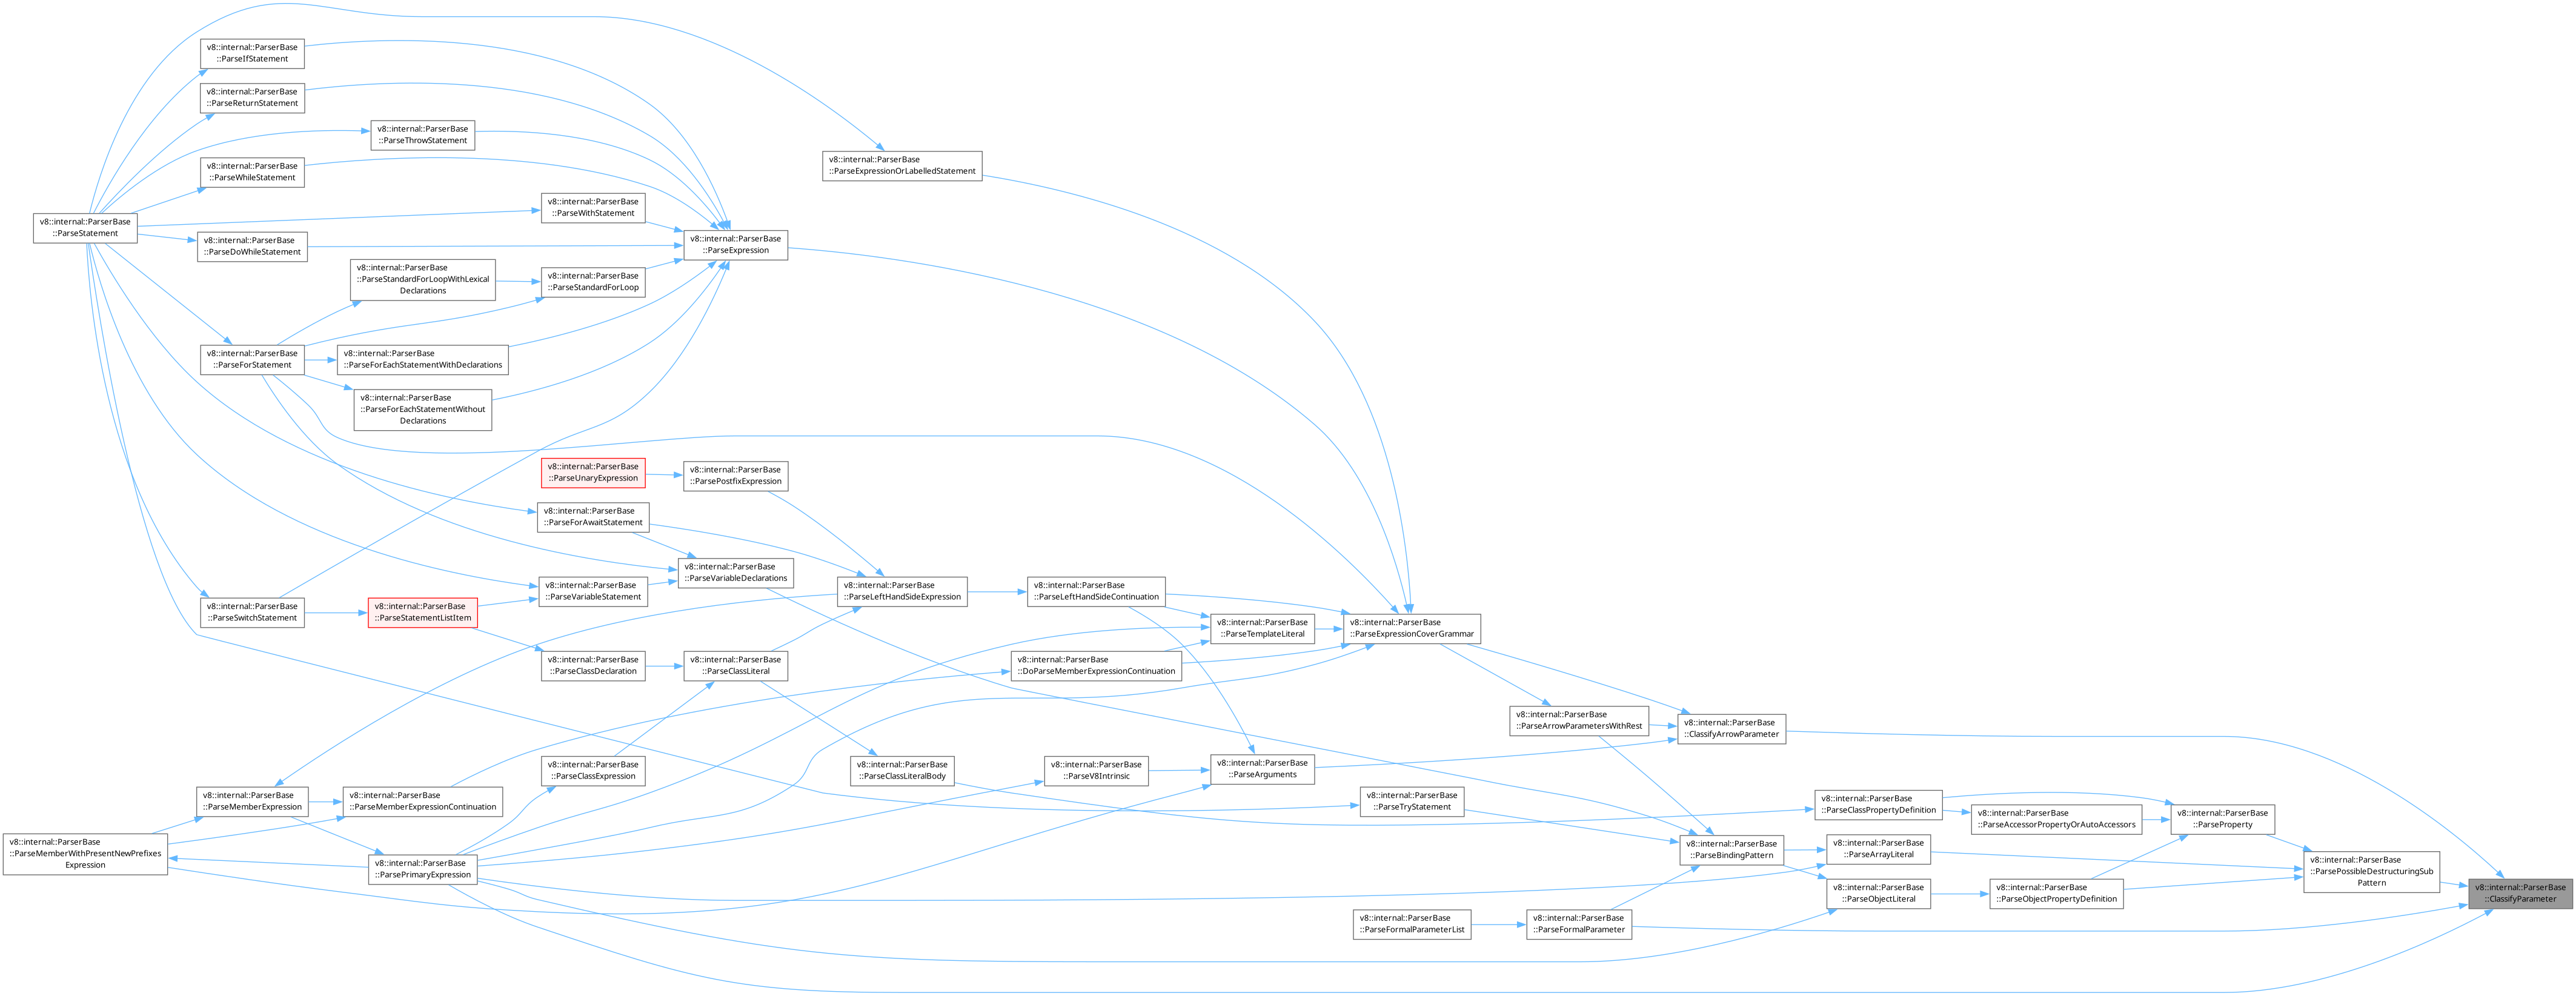 v8::internal::ParserBase
::ParseIfStatement
v8::internal::ParserBase
::ParseReturnStatement
v8::internal::ParserBase
::ParseThrowStatement
v8::internal::ParserBase
::ParseWhileStatement
v8::internal::ParserBase
::ParseExpressionOrLabelledStatement
v8::internal::ParserBase
::ParseWithStatement
v8::internal::ParserBase
::ParseStatement
v8::internal::ParserBase
::ParseDoWhileStatement
v8::internal::ParserBase
::ParseExpression
v8::internal::ParserBase
::ParseStandardForLoopWithLexical
Declarations
v8::internal::ParserBase
::ParseStandardForLoop
v8::internal::ParserBase
::ParseForStatement
v8::internal::ParserBase
::ParseForEachStatementWithDeclarations
v8::internal::ParserBase
::ParseForEachStatementWithout
Declarations
v8::internal::ParserBase
::ParseUnaryExpression
v8::internal::ParserBase
::ParsePostfixExpression
v8::internal::ParserBase
::ParseForAwaitStatement
v8::internal::ParserBase
::ParseVariableDeclarations
v8::internal::ParserBase
::ParseVariableStatement
v8::internal::ParserBase
::ParseLeftHandSideExpression
v8::internal::ParserBase
::ParseLeftHandSideContinuation
v8::internal::ParserBase
::ParseSwitchStatement
v8::internal::ParserBase
::ParseStatementListItem
v8::internal::ParserBase
::ParseTemplateLiteral
v8::internal::ParserBase
::ParseExpressionCoverGrammar
v8::internal::ParserBase
::ParseClassDeclaration
v8::internal::ParserBase
::ParseClassLiteral
v8::internal::ParserBase
::DoParseMemberExpressionContinuation
v8::internal::ParserBase
::ParseArrowParametersWithRest
v8::internal::ParserBase
::ClassifyArrowParameter
v8::internal::ParserBase
::ParseClassExpression
v8::internal::ParserBase
::ParseClassLiteralBody
v8::internal::ParserBase
::ParseV8Intrinsic
v8::internal::ParserBase
::ParseArguments
v8::internal::ParserBase
::ParseMemberExpression
v8::internal::ParserBase
::ParseMemberExpressionContinuation
v8::internal::ParserBase
::ParseTryStatement
v8::internal::ParserBase
::ParseClassPropertyDefinition
v8::internal::ParserBase
::ParseAccessorPropertyOrAutoAccessors
v8::internal::ParserBase
::ParseProperty
v8::internal::ParserBase
::ParseMemberWithPresentNewPrefixes
Expression
v8::internal::ParserBase
::ParsePrimaryExpression
v8::internal::ParserBase
::ParseBindingPattern
v8::internal::ParserBase
::ParseArrayLiteral
v8::internal::ParserBase
::ParsePossibleDestructuringSub
Pattern
v8::internal::ParserBase
::ParseObjectLiteral
v8::internal::ParserBase
::ParseObjectPropertyDefinition
v8::internal::ParserBase
::ClassifyParameter
v8::internal::ParserBase
::ParseFormalParameterList
v8::internal::ParserBase
::ParseFormalParameter